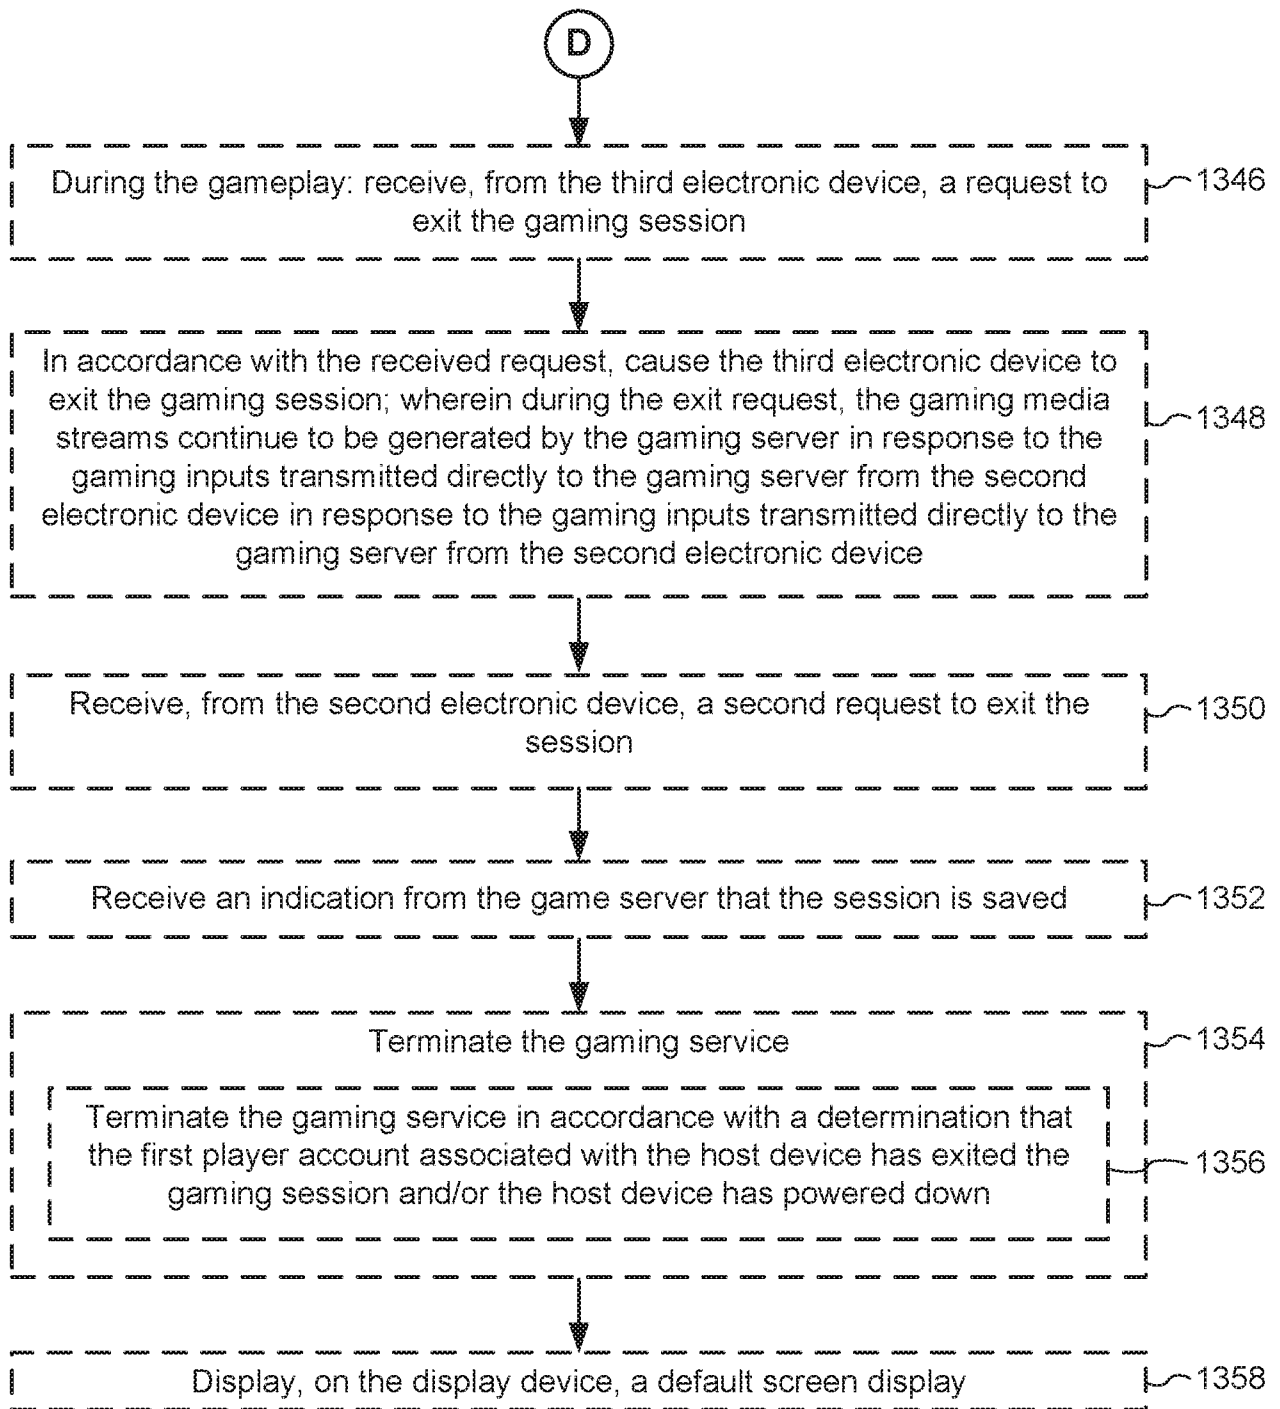 D
During the gameplay: receive, from the third electronic device, a request to
exit the gaming session
1346
In accordance with the received request, cause the third electronic device to
exit the gaming session; wherein during the exit request, the gaming media
streams continue to be generated by the gaming server in response to the
gaming inputs transmitted directly to the gaming server from the second
electronic device in response to the gaming inputs transmitted directly to the
gaming server from the second electronic device
1348
Receive, from the second electronic device, a second request to exit the
session
1350
Receive an indication from the game server that the session is saved
1352
Terminate the gaming service
1354
Terminate the gaming service in accordance with a determination that
the first player account associated with the host device has exited the
gaming session and/or the host device has powered down
1356
Display, on the display device, a default screen display
1358